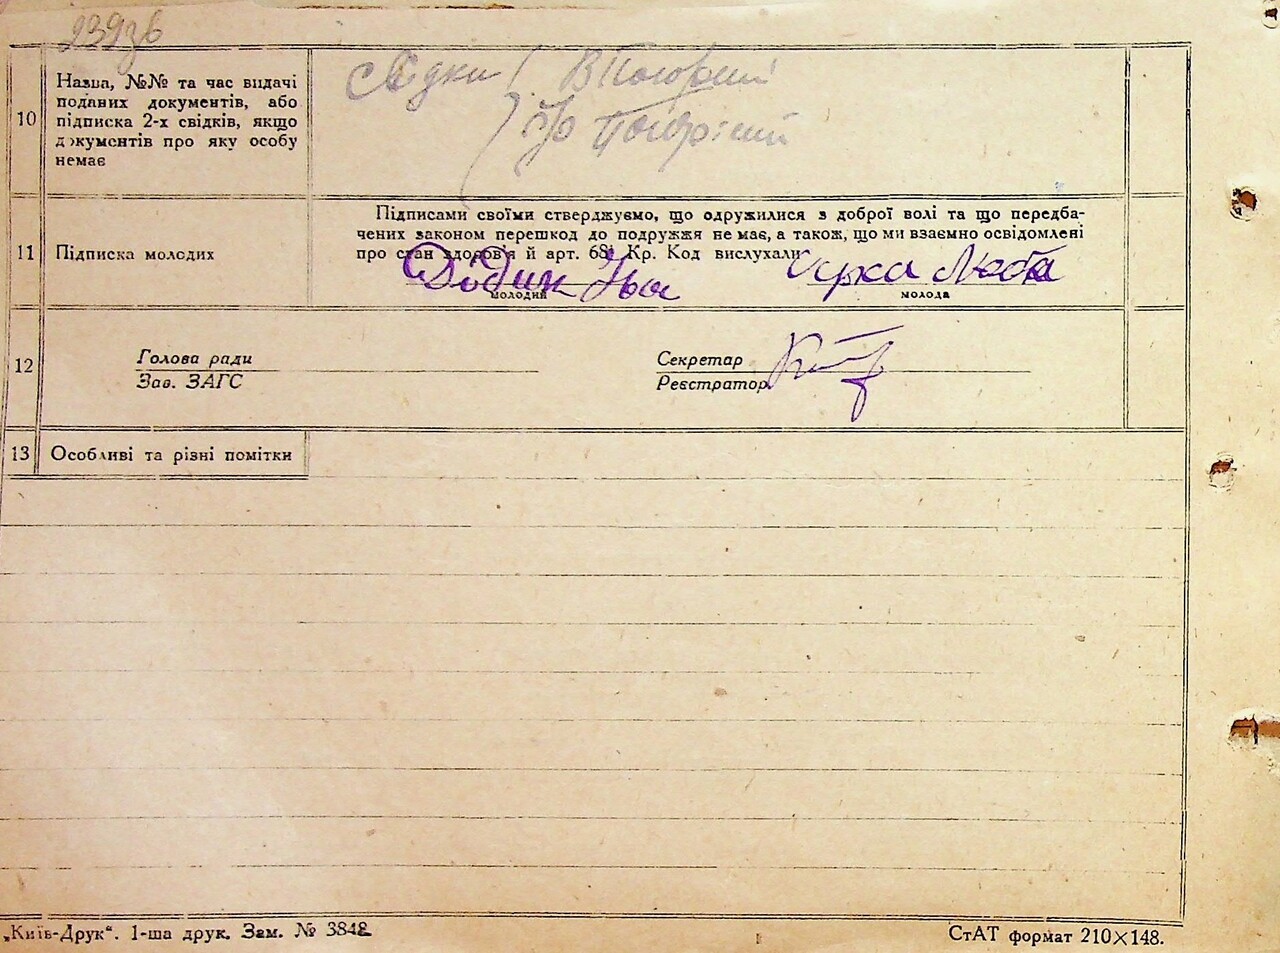 239зв
10
Назва, №№ та час видачі
поданих документів, або
підписка 2-х свідків, якщо
документів про яку особу
немає
Свідки
11
Підписка молодих
Підписами своїми стверджуємо, що одружилися з доброї волі та що передба-
чених законом перешкод до подружжя не має, а також, що ми взаємно освідомлені
про стан здоров'я й арт. 68¹ Кр. Код вислухали
Дідик
молодий
молода
12
Голова ради
Зав. ЗАГС
Секретар
Реєстратор
13
Особливі та різні помітки
„Київ-Друк“. 1-ша друк. Зам. № 3848
СтАТ формат 210×148.